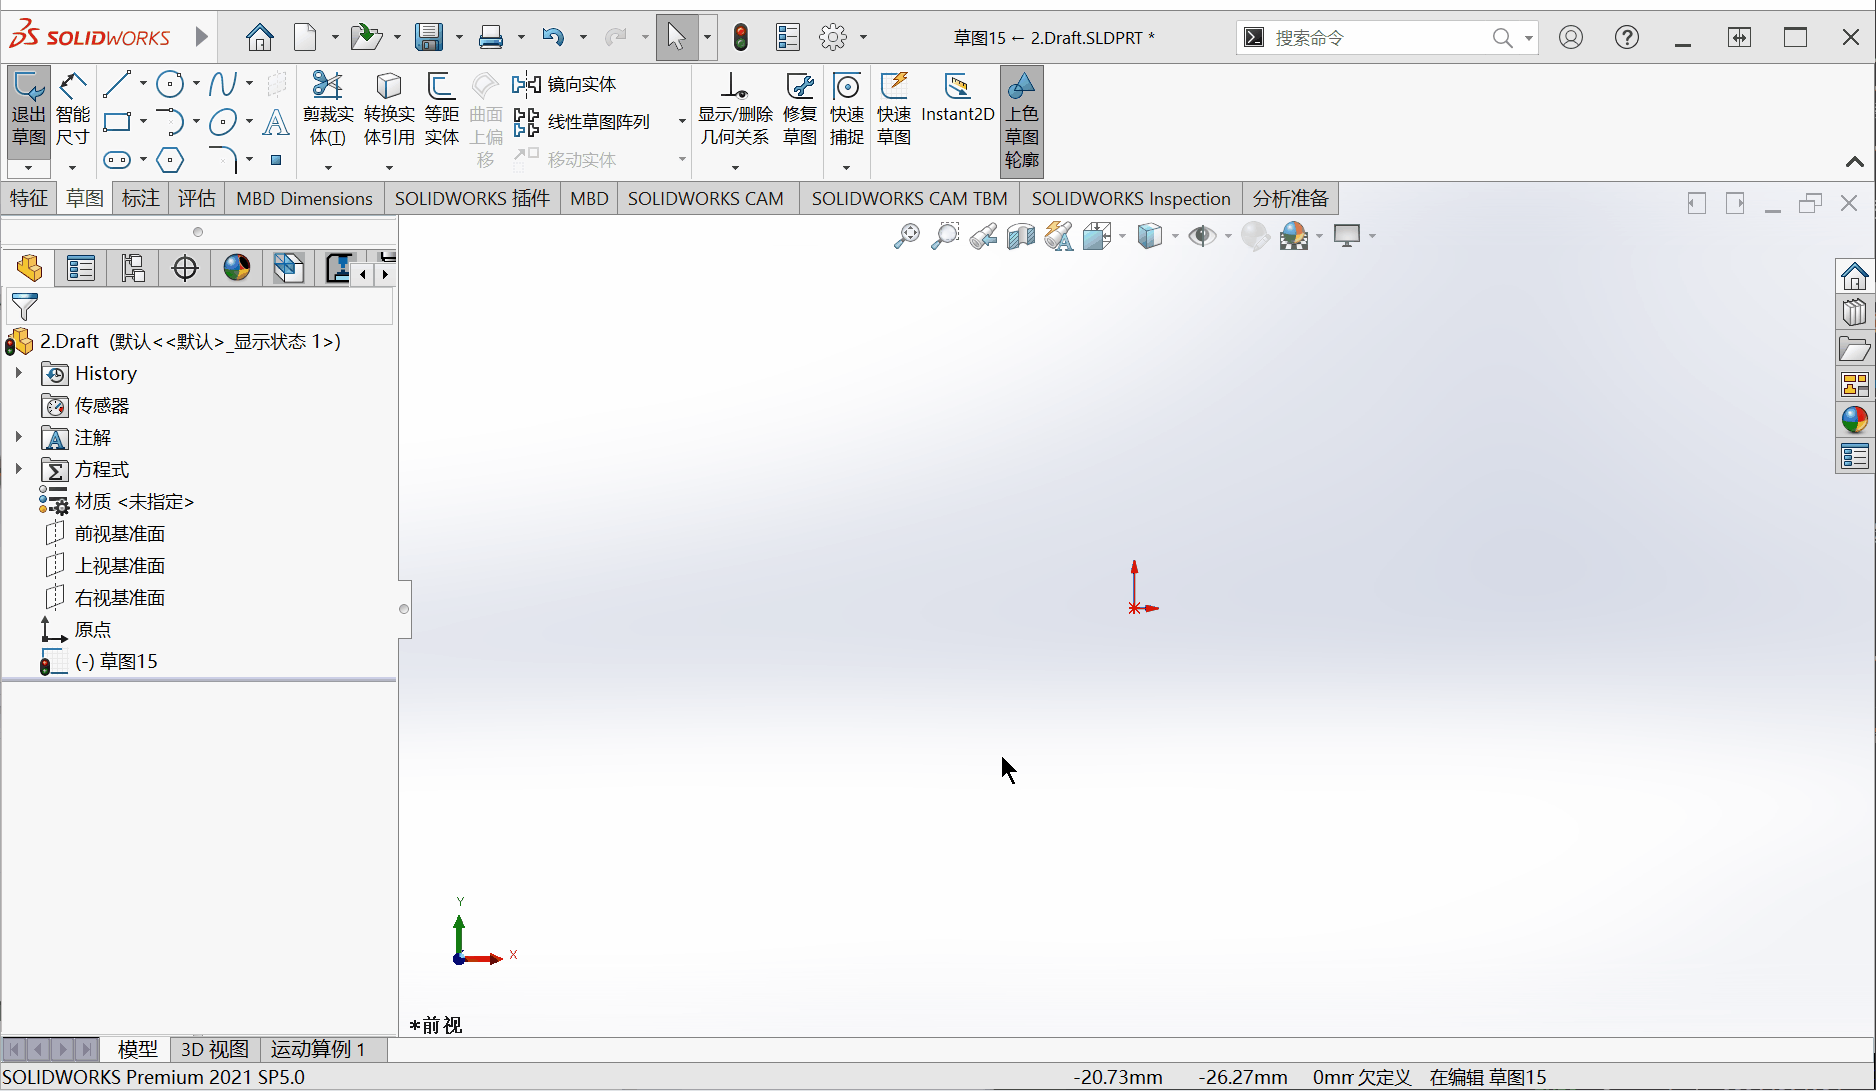 SOLIDWORKS
草图15 ← 2.Draft.SLDPRT *
搜索命令
退出草图
智能尺寸
剪裁实体(T)
转换实体引用
等距实体
曲面上偏移
镜向实体
线性草图阵列
移动实体
显示/删除几何关系
修复草图
快速捕捉
快速草图
Instant2D
上色草图轮廓
特征 草图 标注 评估 MBD Dimensions SOLIDWORKS 插件 MBD SOLIDWORKS CAM SOLIDWORKS CAM TBM SOLIDWORKS Inspection 分析准备
2.Draft (默认<<默认>_显示状态 1>)
History
传感器
注解
方程式
材质 <未指定>
前视基准面
上视基准面
右视基准面
原点
(-) 草图15
Y
X
*前视
模型 3D 视图 运动算例 1
SOLIDWORKS Premium 2021 SP5.0
-20.73mm -26.27mm 0mm 欠定义 在编辑 草图15